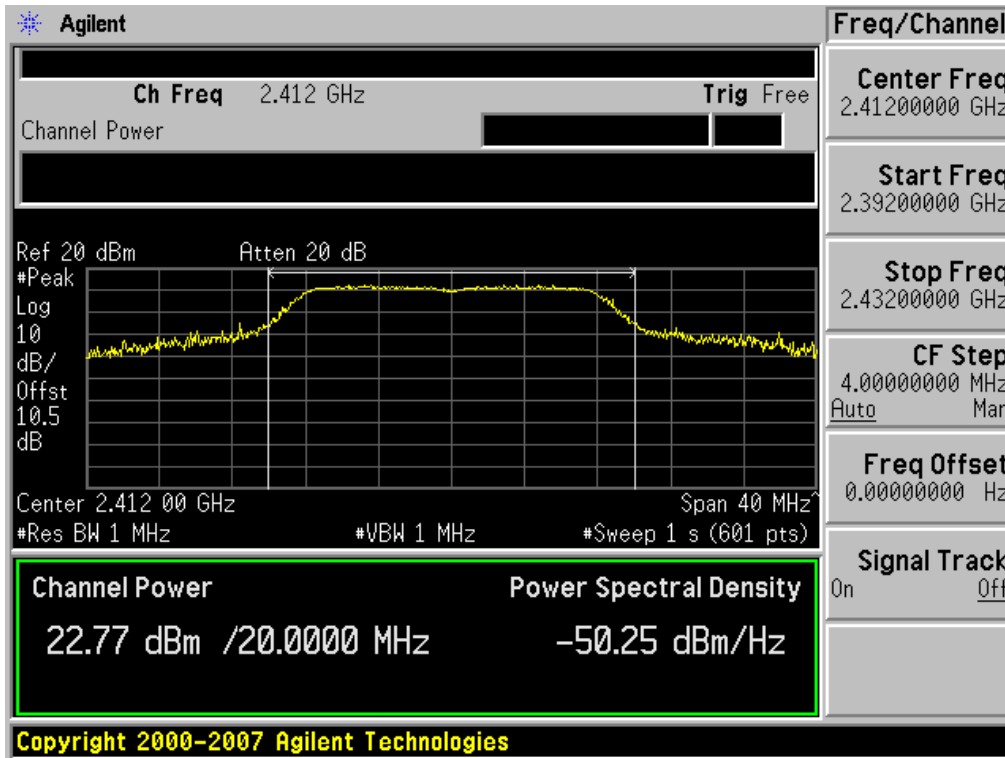 Agilent
Freq/Channel
Ch Freq 2.412 GHz Trig Free
Channel Power
Center Freq
2.41200000 GHz
Start Freq
2.39200000 GHz
Stop Freq
2.43200000 GHz
CF Step
4.00000000 MHz
Auto Man
Freq Offset
0.00000000 Hz
Signal Track
On Off
Ref 20 dBm Atten 20 dB
#Peak
Log
10
dB/
Offst
10.5
dB
Center 2.412 00 GHz Span 40 MHz^
#Res BW 1 MHz #VBW 1 MHz #Sweep 1 s (601 pts)
Channel Power Power Spectral Density
22.77 dBm /20.0000 MHz -50.25 dBm/Hz
Copyright 2000-2007 Agilent Technologies